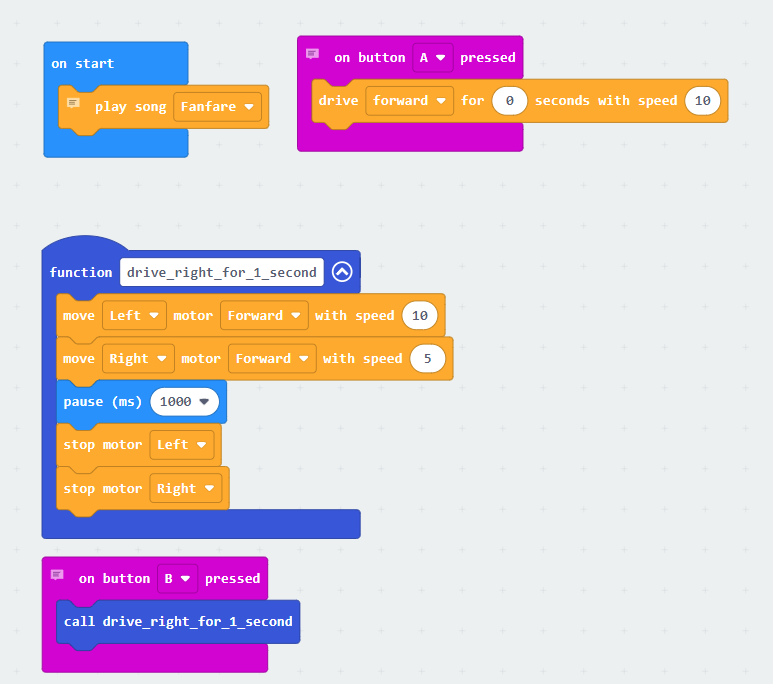 on start
play song Fanfare
on button A pressed
drive forward for 0 seconds with speed 10
function drive_right_for_1_second
move Left motor Forward with speed 10
move Right motor Forward with speed 5
pause (ms) 1000
stop motor Left
stop motor Right
on button B pressed
call drive_right_for_1_second